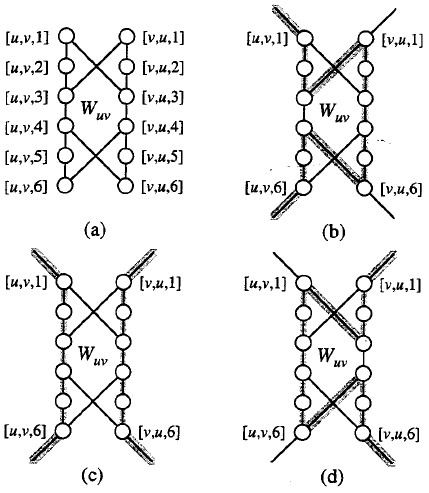 [u,v,1] [v,u,1]
[u,v,2] [v,u,2]
[u,v,3] [v,u,3]
W_uv
[u,v,4] [v,u,4]
[u,v,5] [v,u,5]
[u,v,6] [v,u,6]
(a)
[u,v,1] [v,u,1]
W_uv
[u,v,6] [v,u,6]
(b)
[u,v,1] [v,u,1]
W_uv
[u,v,6] [v,u,6]
(c)
[u,v,1] [v,u,1]
W_uv
[u,v,6] [v,u,6]
(d)